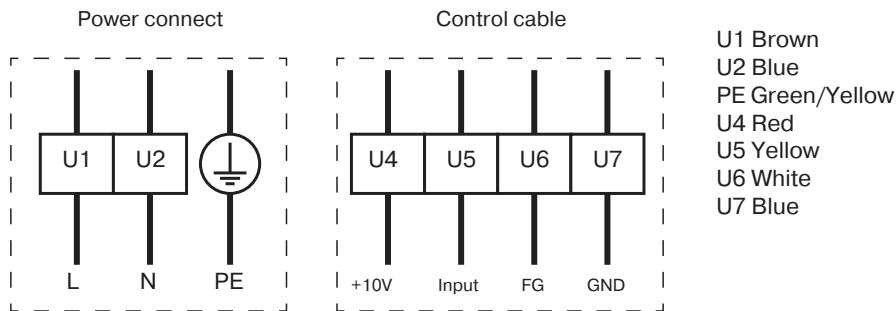 Power connect
Control cable
U1 U2
U4 U5 U6 U7
L N PE
+10V Input FG GND
U1 Brown
U2 Blue
PE Green/Yellow
U4 Red
U5 Yellow
U6 White
U7 Blue